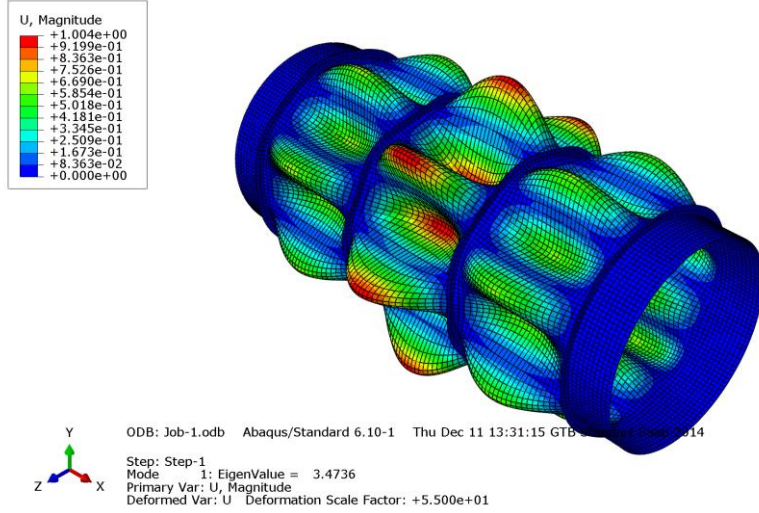 U, Magnitude
+1.004e+00
+9.199e-01
+8.363e-01
+7.526e-01
+6.690e-01
+5.854e-01
+5.018e-01
+4.181e-01
+3.345e-01
+2.509e-01
+1.673e-01
+8.363e-02
+0.000e+00
ODB: Job-1.odb Abaqus/Standard 6.10-1 Thu Dec 11 13:31:15 GTB 2014
Step: Step-1
Mode 1: EigenValue = 3.4736
Primary Var: U, Magnitude
Deformed Var: U Deformation Scale Factor: +5.500e+01
Y
Z
X